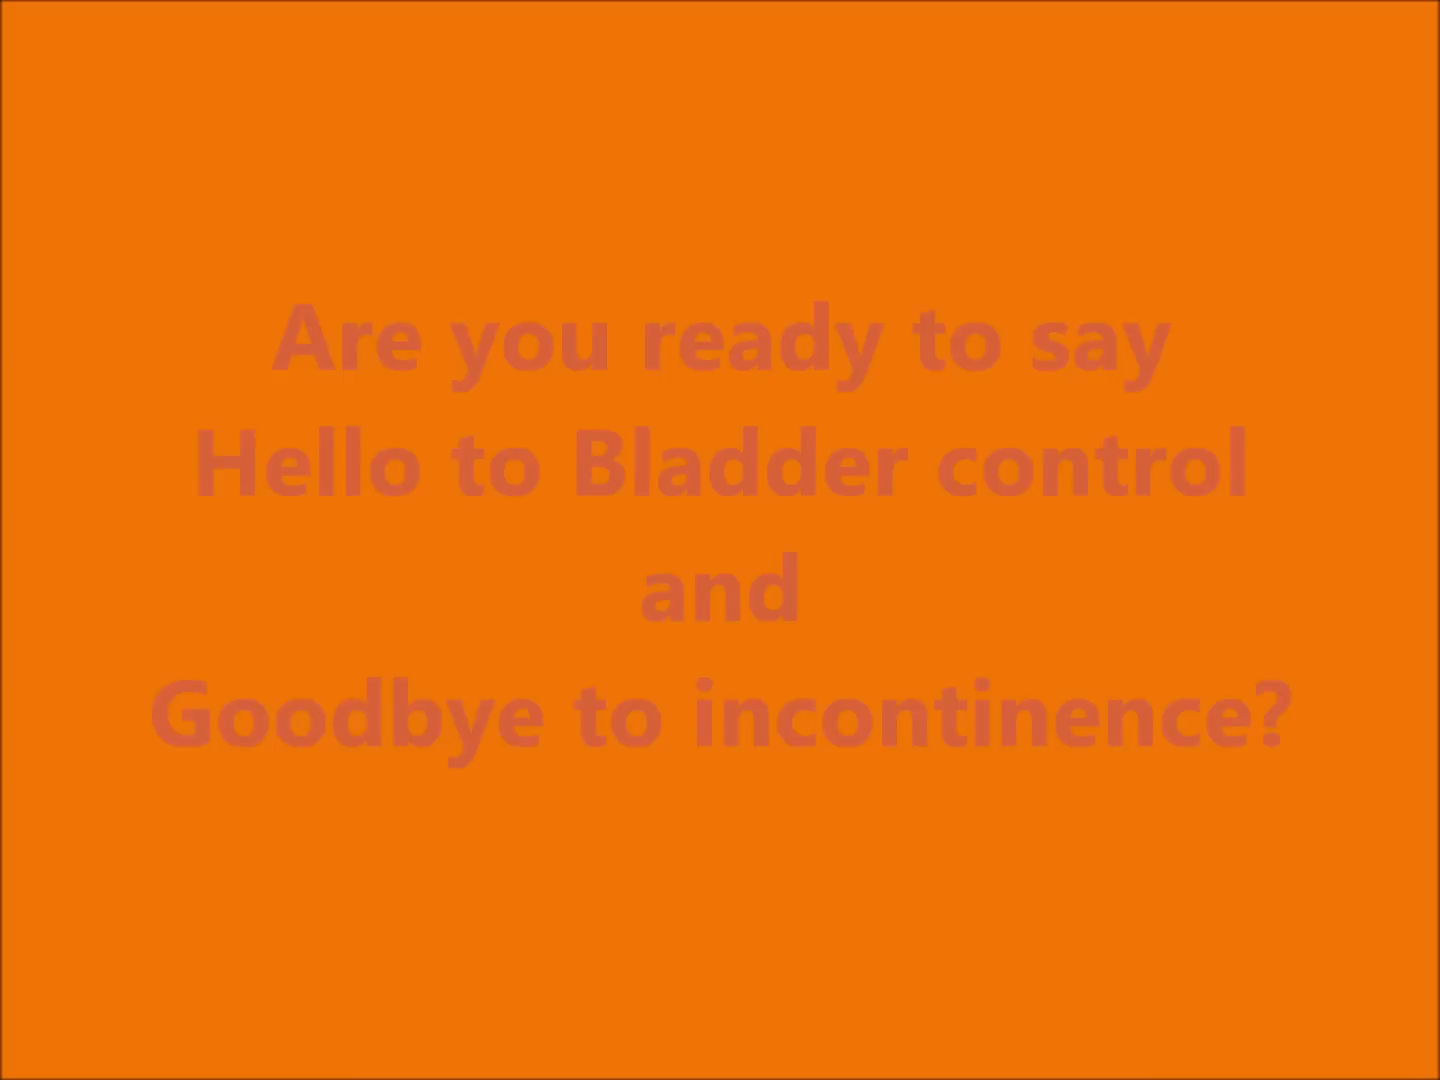 Are you ready to say
Hello to Bladder control
and
Goodbye to incontinence?